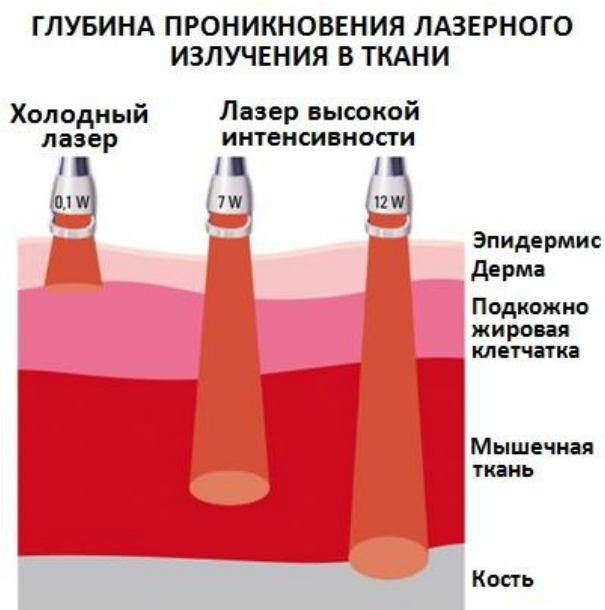 ГЛУБИНА ПРОНИКНОВЕНИЯ ЛАЗЕРНОГО
ИЗЛУЧЕНИЯ В ТКАНИ
Холодный
лазер
Лазер высокой
интенсивности
0,1 W
7 W
12 W
Эпидермис
Дерма
Подкожно
жировая
клетчатка
Мышечная
ткань
Кость